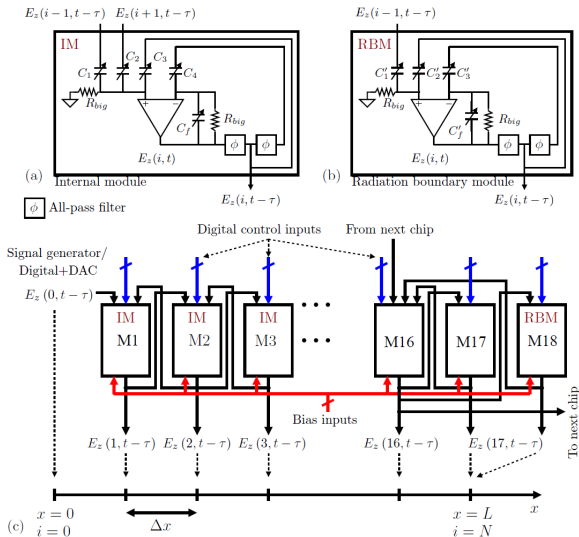 E_z(i−1, t−τ) E_z(i+1, t−τ)
IM
C_1 C_2 C_3 C_4
R_big
+ −
C_f R_big
ϕ ϕ
E_z(i, t)
(a) Internal module
E_z(i, t−τ)
ϕ All-pass filter
E_z(i−1, t−τ)
RBM
C′_1 C′_2 C′_3
R_big
+ −
C′_f R_big
ϕ ϕ
E_z(i, t)
(b) Radiation boundary module
E_z(i, t−τ)
Digital control inputs
From next chip
Signal generator/
Digital+DAC
E_z (0, t−τ)
IM IM IM RBM
M1 M2 M3 M16 M17 M18
Bias inputs
To next chip
E_z (1, t−τ) E_z (2, t−τ) E_z (3, t−τ) E_z (16, t−τ) E_z (17, t−τ)
x
(c) x = 0 Δx x = L
i = 0 i = N